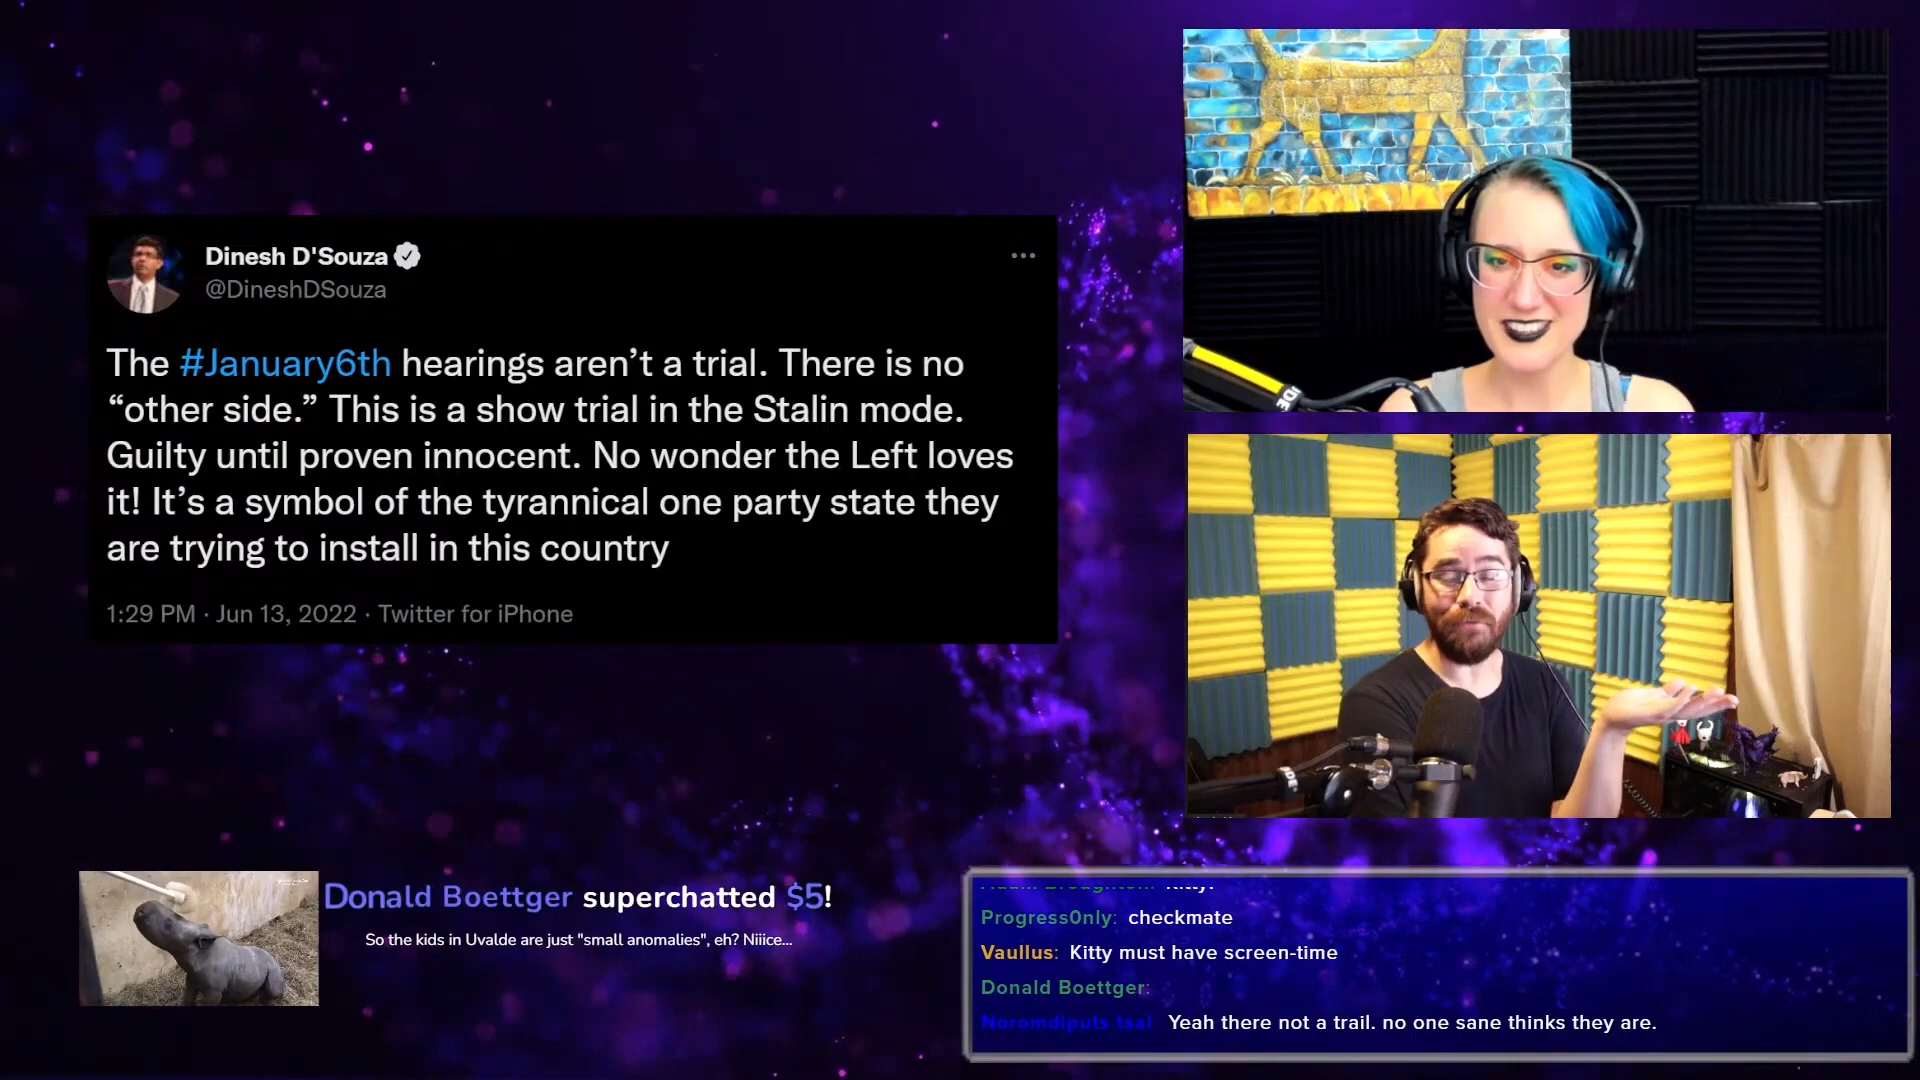 Dinesh D'Souza
@DineshDSouza
The #January6th hearings aren’t a trial. There is no
“other side.” This is a show trial in the Stalin mode.
Guilty until proven innocent. No wonder the Left loves
it! It’s a symbol of the tyrannical one party state they
are trying to install in this country
1:29 PM · Jun 13, 2022 · Twitter for iPhone
Donald Boettger superchatted $5!
So the kids in Uvalde are just "small anomalies", eh? Niiice...
Progress0nly: checkmate
Vaullus: Kitty must have screen-time
Donald Boettger:
Noromdiputs tsal Yeah there not a trail. no one sane thinks they are.